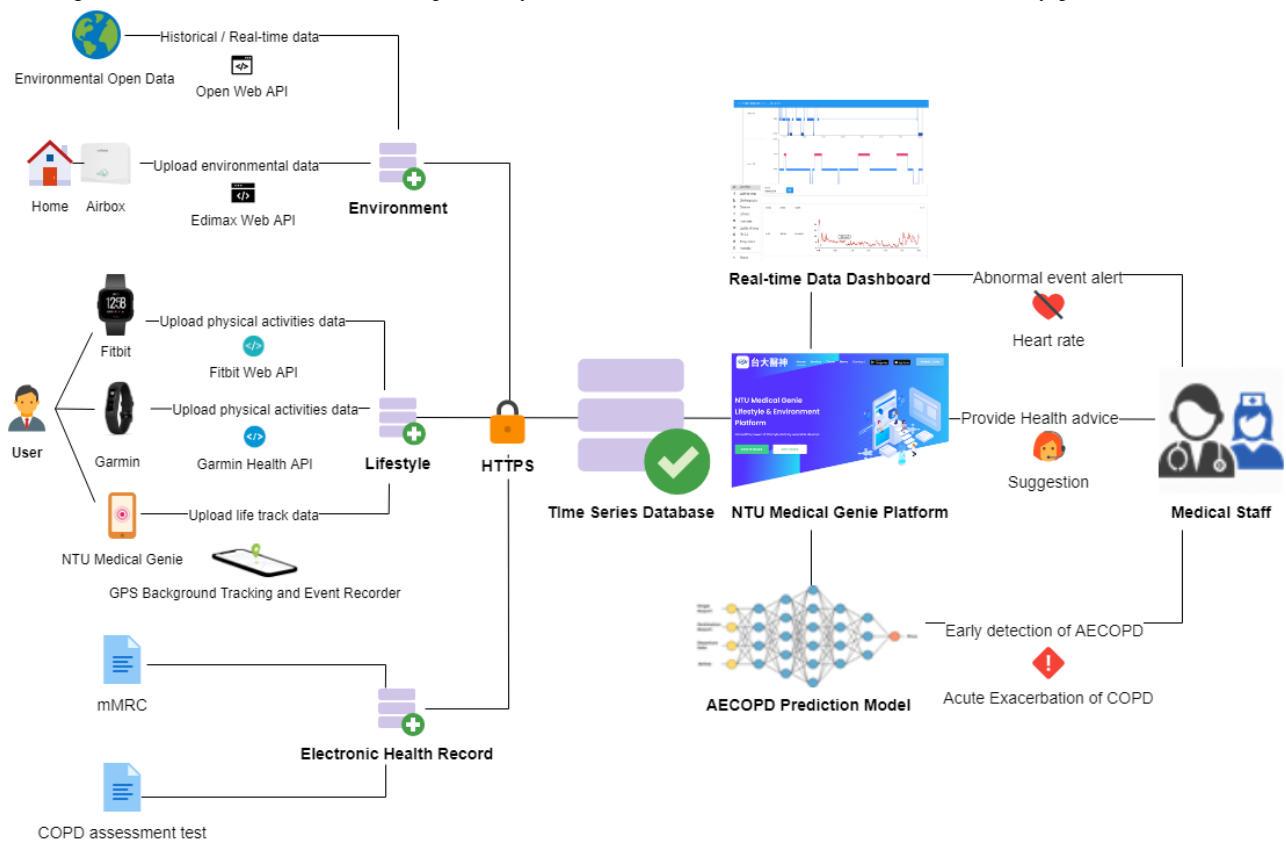 Historical / Real-time data
Environmental Open Data
Open Web API
Upload environmental data
Home
Airbox
Edimax Web API
Environment
1258
Fitbit
Upload physical activities data
Fitbit Web API
User
Garmin
Upload physical activities data
Garmin Health API
Lifestyle
HTTPS
NTU Medical Genie
Upload life track data
GPS Background Tracking and Event Recorder
mMRC
Electronic Health Record
COPD assessment test
Time Series Database
Real-time Data Dashboard
台大醫神
NTU Medical Genie
Lifestyle & Environment
Platform
NTU Medical Genie Platform
AECOPD Prediction Model
Abnormal event alert
Heart rate
Provide Health advice
Suggestion
Medical Staff
Early detection of AECOPD
Acute Exacerbation of COPD